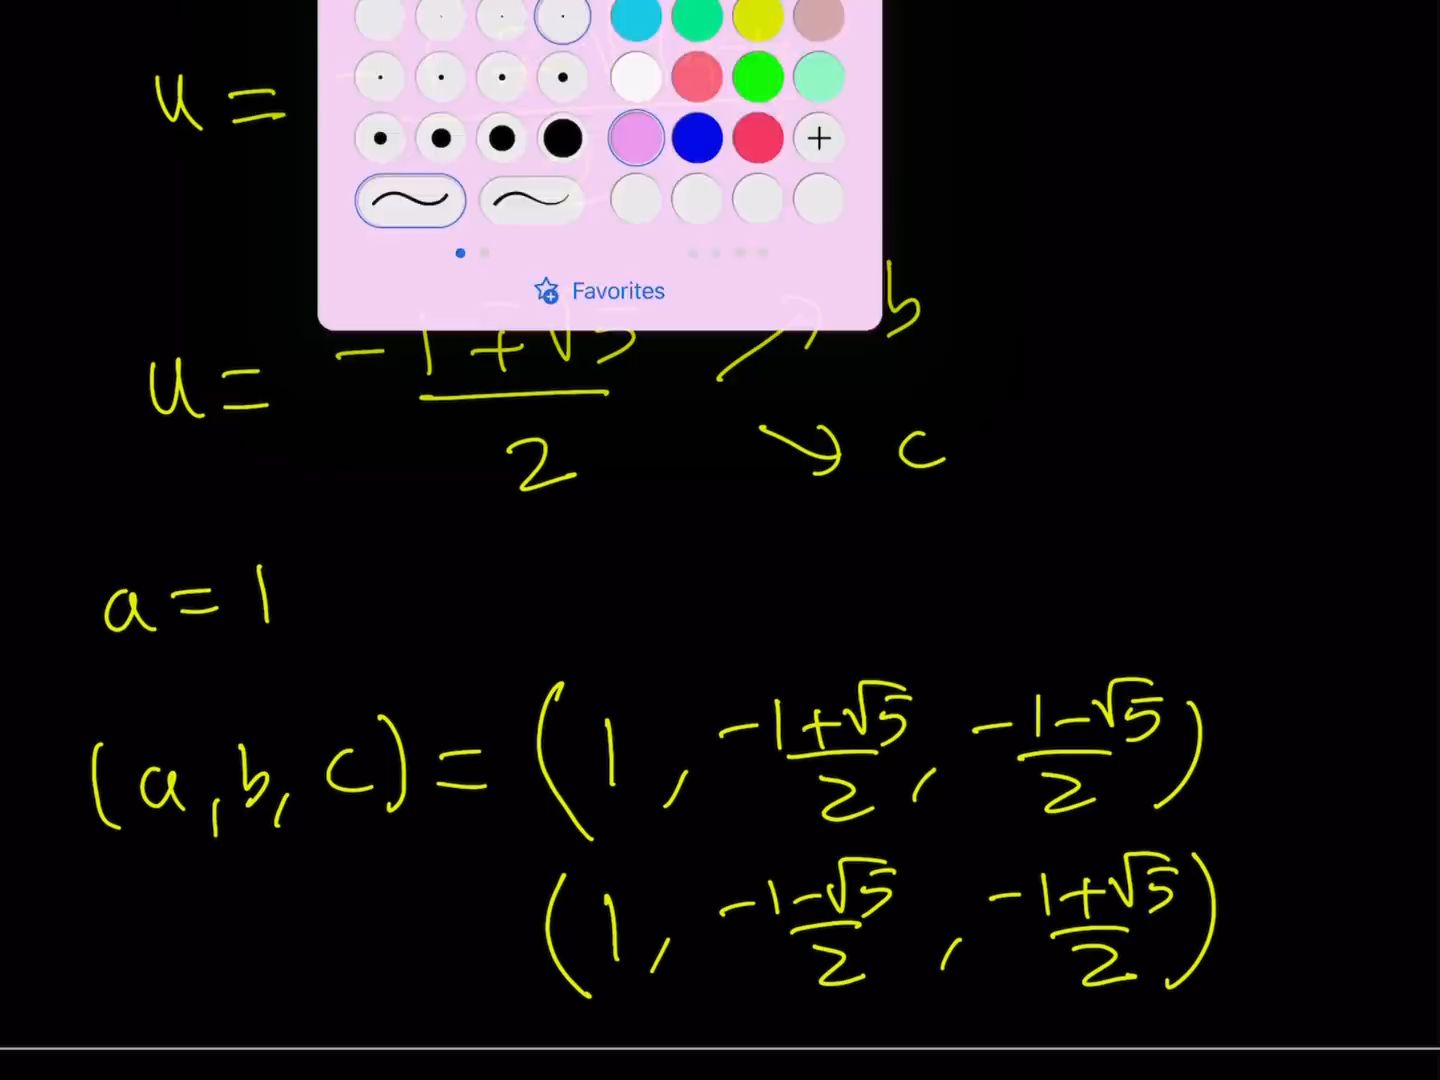 u =
Favorites
u = -1+√5 / 2 ↗ b
↘ c
a = 1
(a, b, c) = (1, -1+√5 / 2, -1-√5 / 2)
(1, -1-√5 / 2, -1+√5 / 2)